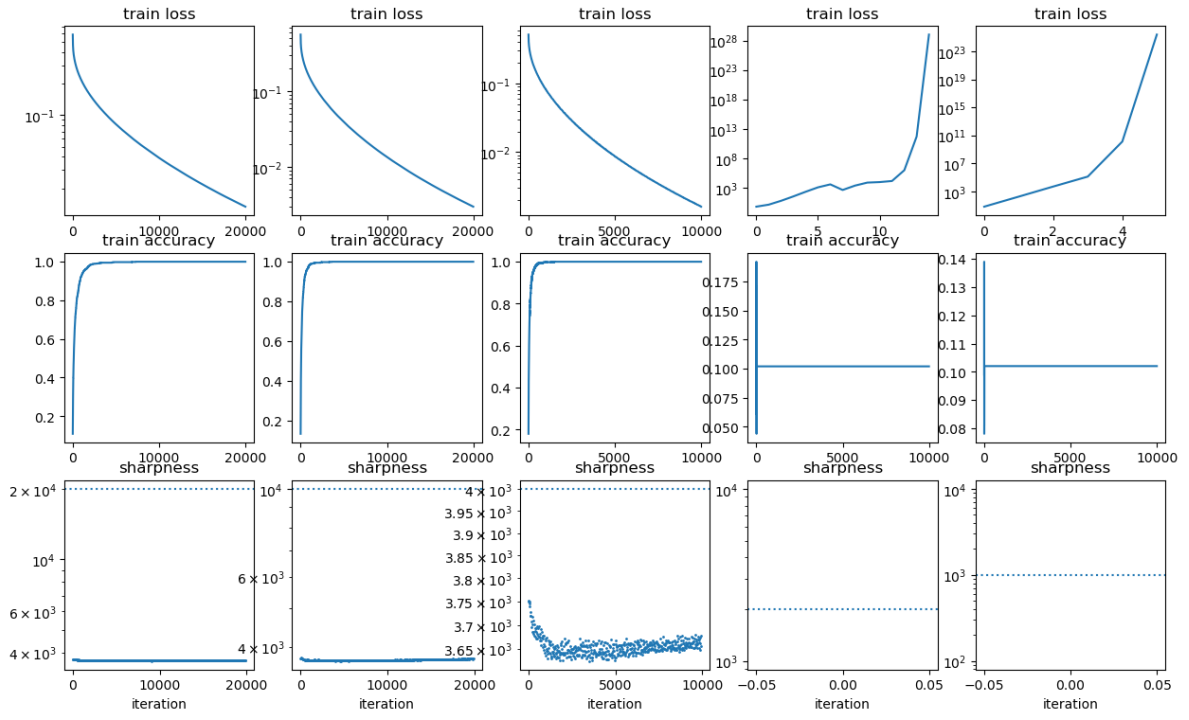 train loss train loss train loss train loss train loss
10^{-1}
0 10000 20000
10^{-1}
10^{-2}
0 10000 20000
10^{-1}
10^{-2}
0 5000 10000
10^{28}
10^{23}
10^{18}
10^{13}
10^{8}
10^{3}
0 5 10
10^{23}
10^{19}
10^{15}
10^{11}
10^{7}
10^{3}
0 2 4
train accuracy train accuracy train accuracy train accuracy train accuracy
1.0
0.8
0.6
0.4
0.2
0 10000 20000
1.0
0.8
0.6
0.4
0.2
0 10000 20000
1.0
0.8
0.6
0.4
0.2
0 5000 10000
0.175
0.150
0.125
0.100
0.075
0.050
0 5000 10000
0.14
0.13
0.12
0.11
0.10
0.09
0.08
0 5000 10000
sharpness sharpness sharpness sharpness sharpness
2 × 10^{4}
10^{4}
6 × 10^{3}
4 × 10^{3}
0 10000 20000
iteration
10^{4}
6 × 10^{3}
4 × 10^{3}
0 10000 20000
iteration
4 × 10^{3}
3.95 × 10^{3}
3.9 × 10^{3}
3.85 × 10^{3}
3.8 × 10^{3}
3.75 × 10^{3}
3.7 × 10^{3}
3.65 × 10^{3}
0 5000 10000
iteration
10^{4}
10^{3}
−0.05 0.00 0.05
iteration
10^{4}
10^{3}
10^{2}
−0.05 0.00 0.05
iteration